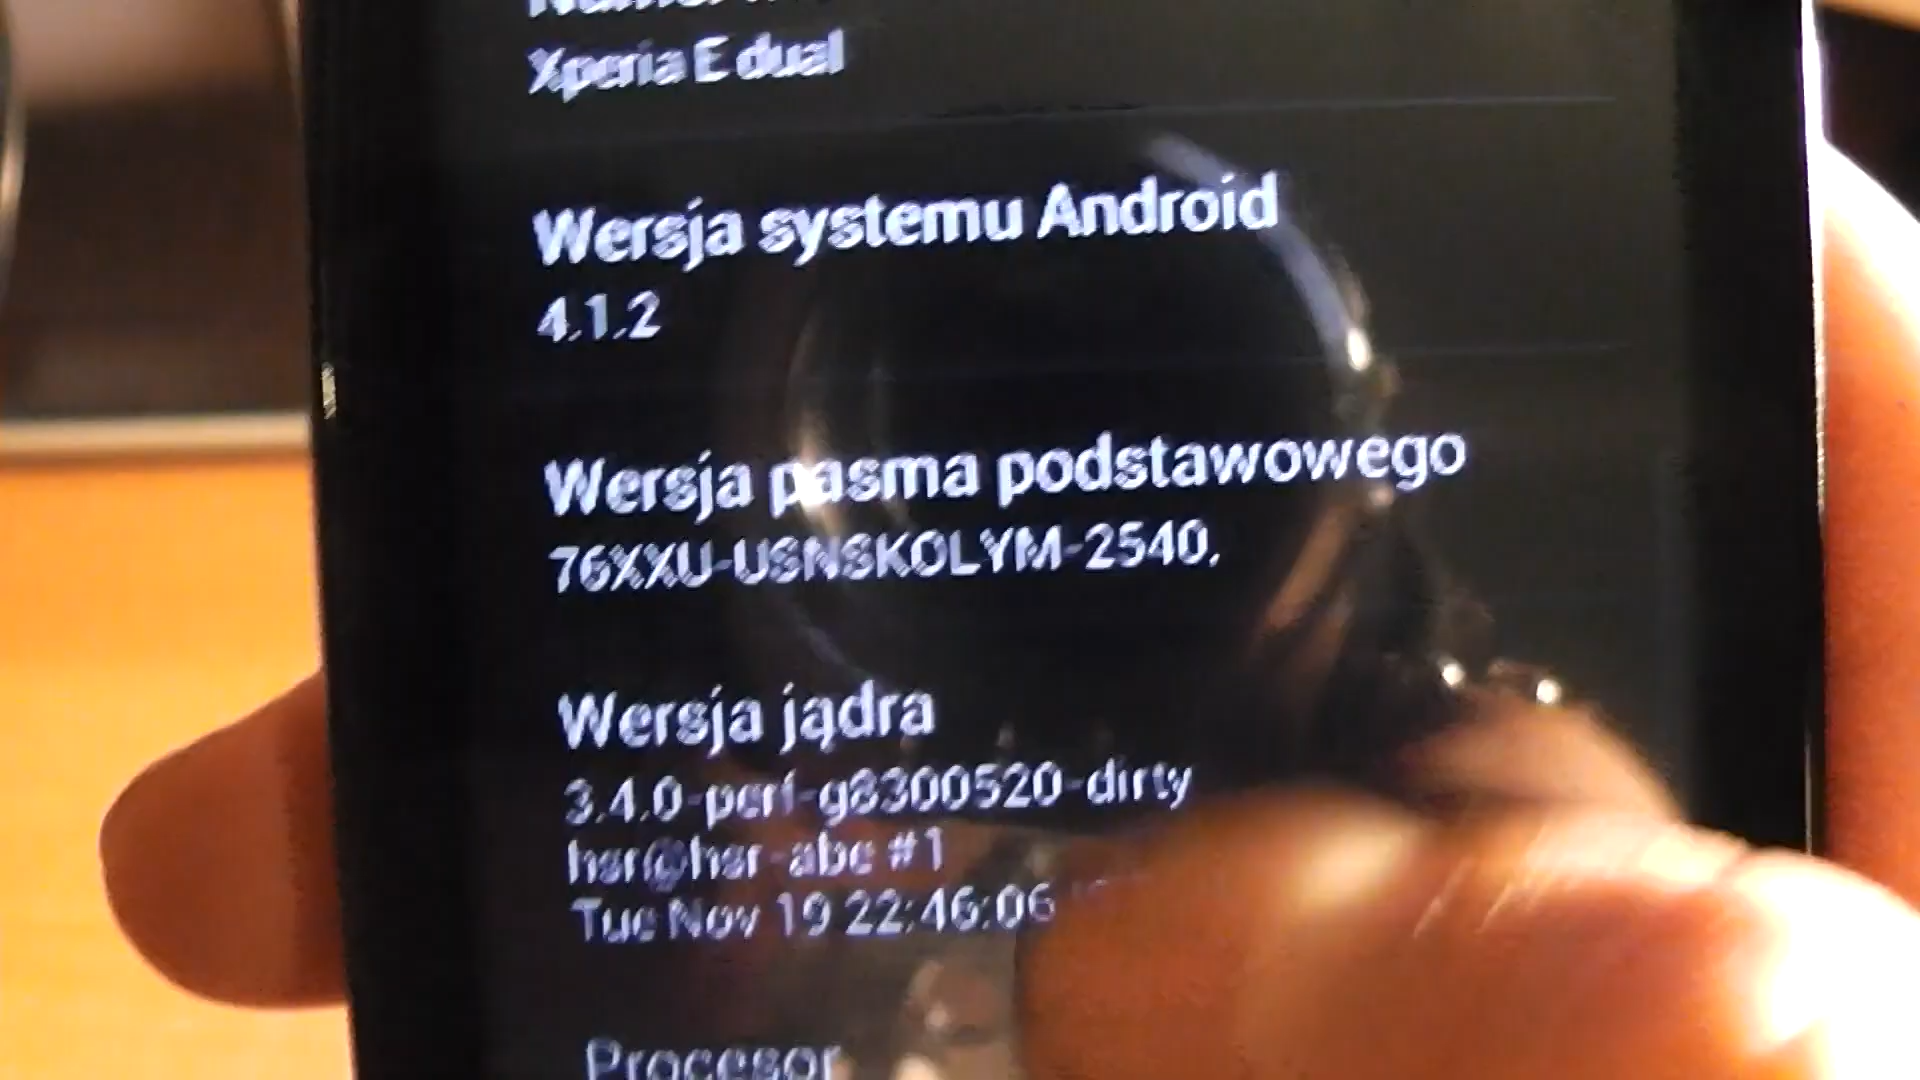 Xperia E dual
Wersja systemu Android
4.1.2
Wersja pasma podstawowego
76XXU-USNSKOLYM-2540.
Wersja jądra
3.4.0-perf-g8300520-dirty
hsr@hsr-abc #1
Tue Nov 19 22:46:06
Procesor